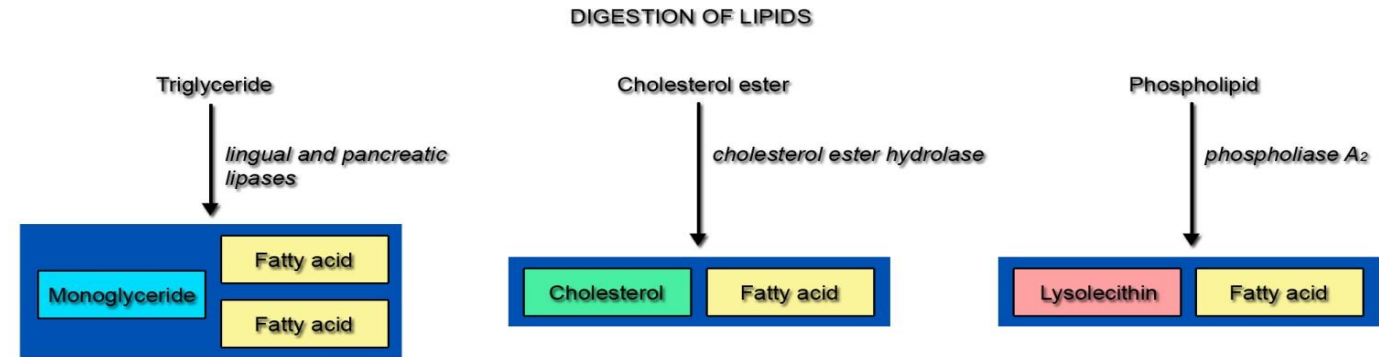 DIGESTION OF LIPIDS
Triglyceride
lingual and pancreatic
lipases
Monoglyceride
Fatty acid
Fatty acid
Cholesterol ester
cholesterol ester hydrolase
Cholesterol
Fatty acid
Phospholipid
phospholiase A₂
Lysolecithin
Fatty acid